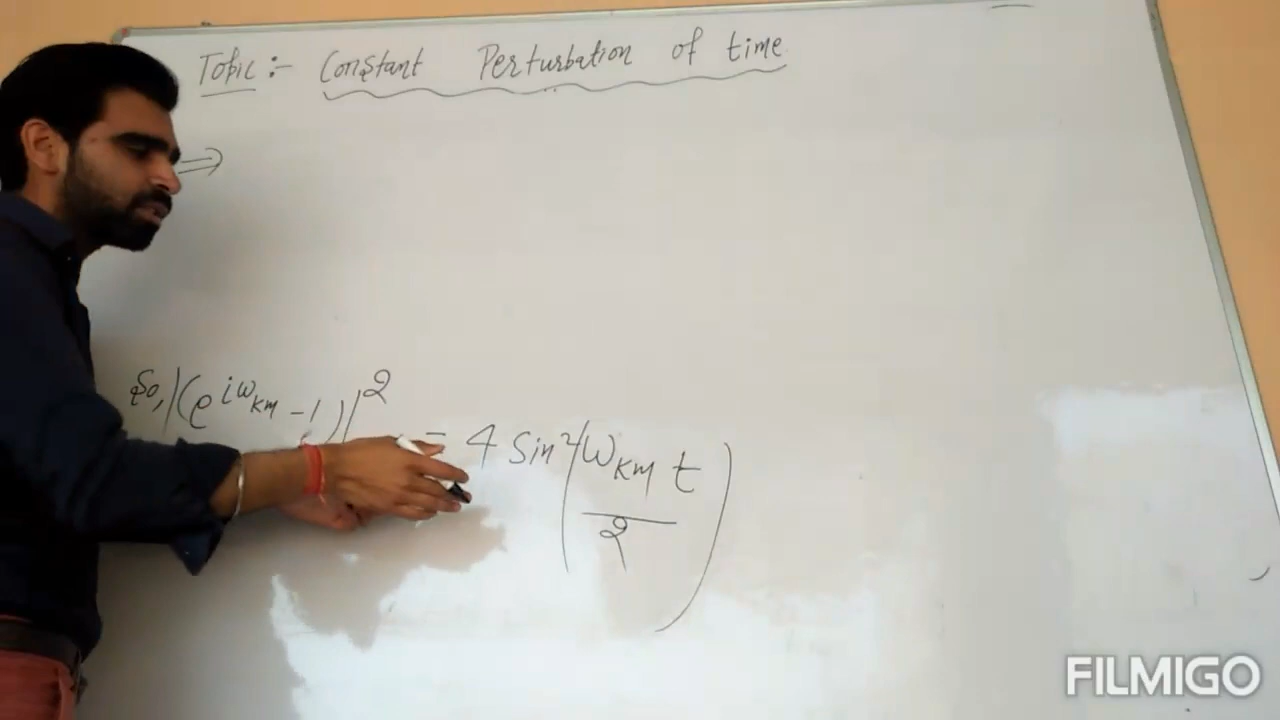 Topic :- Constant Perturbation of time
⇒
So, |(e^{iω_{km}} - 1)|^2 = 4 Sin^2 (ω_{km} t / 2)
FILMIGO